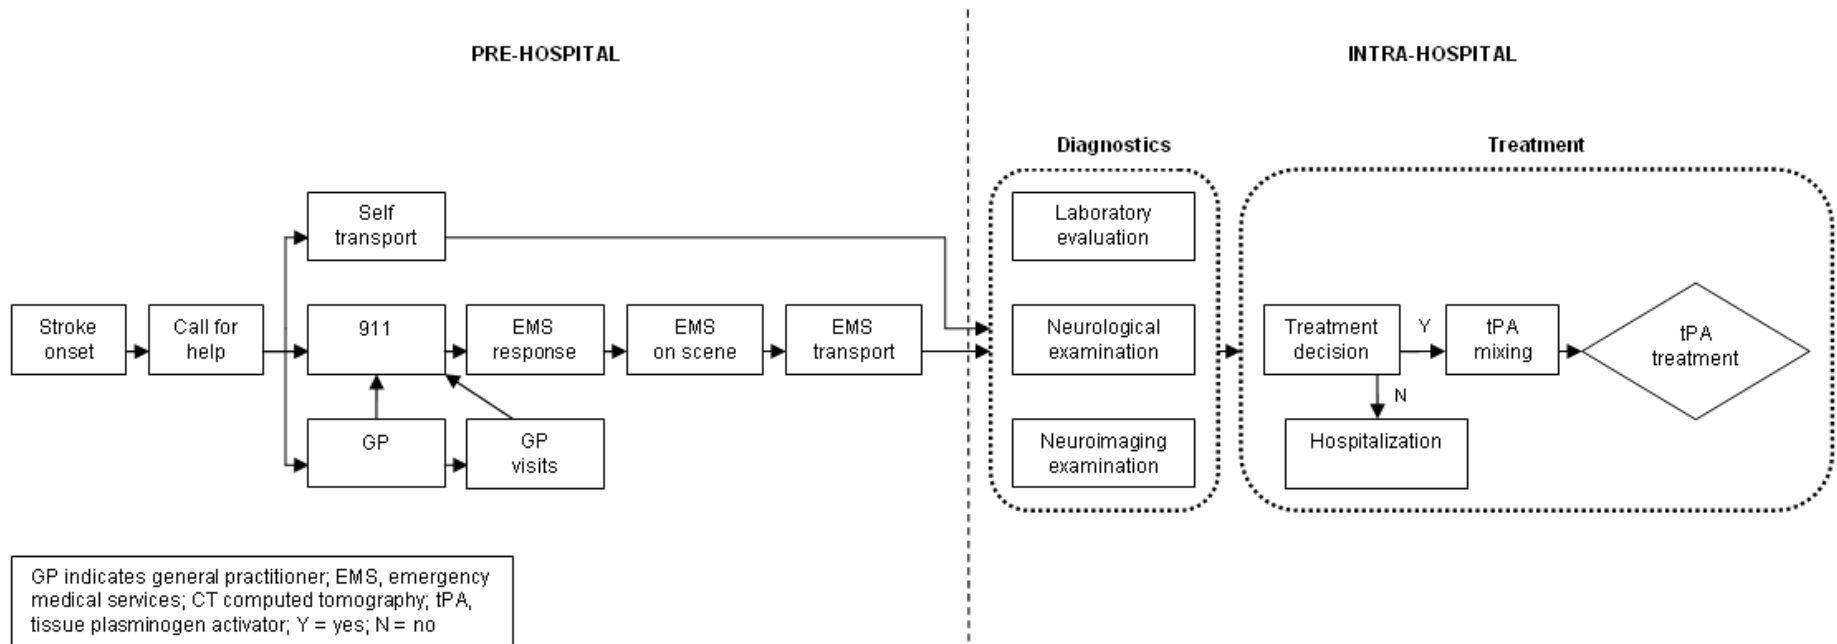 PRE-HOSPITAL
INTRA-HOSPITAL
Diagnostics
Treatment
Self
transport
Laboratory
evaluation
Stroke
onset
Call for
help
911
EMS
response
EMS
on scene
EMS
transport
Neurological
examination
Treatment
decision
Y
tPA
mixing
tPA
treatment
N
GP
GP
visits
Neuroimaging
examination
Hospitalization
GP indicates general practitioner; EMS, emergency
medical services; CT computed tomography; tPA,
tissue plasminogen activator; Y = yes; N = no